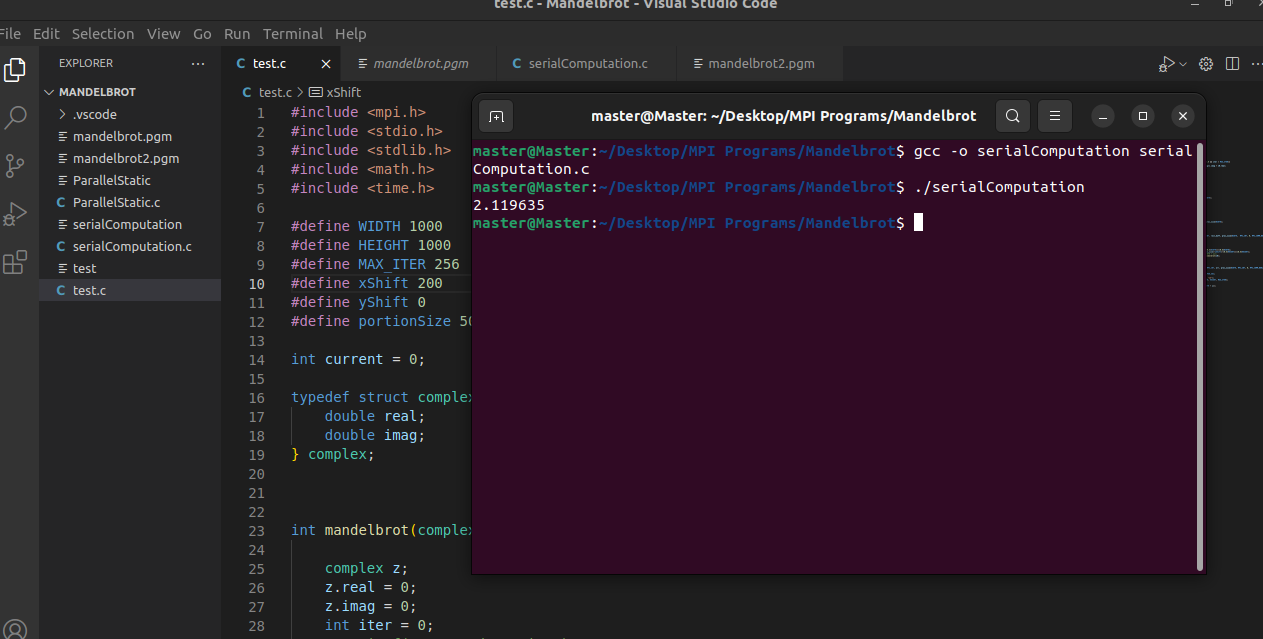 test.c - Mandelbrot - Visual Studio Code
File Edit Selection View Go Run Terminal Help
EXPLORER
MANDELBROT
.vscode
mandelbrot.pgm
mandelbrot2.pgm
ParallelStatic
C ParallelStatic.c
serialComputation
C serialComputation.c
test
C test.c
C test.c
mandelbrot.pgm
C serialComputation.c
mandelbrot2.pgm
C test.c > xShift
1 #include <mpi.h>
2 #include <stdio.h>
3 #include <stdlib.h>
4 #include <math.h>
5 #include <time.h>
6
7 #define WIDTH 1000
8 #define HEIGHT 1000
9 #define MAX_ITER 256
10 #define xShift 200
11 #define yShift 0
12 #define portionSize 50
13
14 int current = 0;
15
16 typedef struct complex
17 double real;
18 double imag;
19 } complex;
20
21
22
23 int mandelbrot(complex
24
25 complex z;
26 z.real = 0;
27 z.imag = 0;
28 int iter = 0;
master@Master: ~/Desktop/MPI Programs/Mandelbrot
master@Master:~/Desktop/MPI Programs/Mandelbrot$ gcc -o serialComputation serial
Computation.c
master@Master:~/Desktop/MPI Programs/Mandelbrot$ ./serialComputation
2.119635
master@Master:~/Desktop/MPI Programs/Mandelbrot$